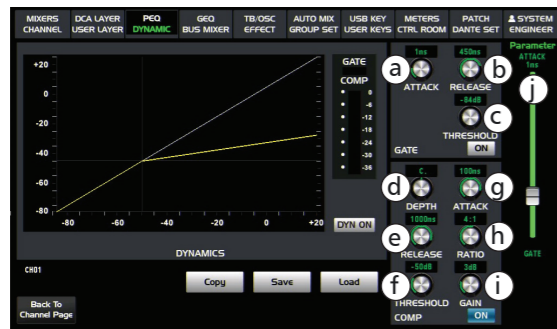 MIXERS DCA LAYER PEQ GEQ TB/OSC AUTO MIX USB KEY METERS PATCH SYSTEM
CHANNEL USER LAYER DYNAMIC BUS MIXER EFFECT GROUP SET USER KEYS CTRL ROOM DANTE SET ENGINEER
Parameter
ATTACK
1ms
j
+20
0
-20
-40
-60
-80
-80 -60 -40 -20 0 +20
DYNAMICS
GATE
COMP
0
-6
-12
-18
-24
-30
-36
DYN ON
1ms 450ms
a b
ATTACK RELEASE
-84dB
c
THRESHOLD
GATE ON
C. 100ms
d g
DEPTH ATTACK
1000ms 4:1
e h
RELEASE RATIO
-50dB 3dB
f i
THRESHOLD GAIN
COMP ON
GATE
CH01
Copy Save Load
Back To
Channel Page